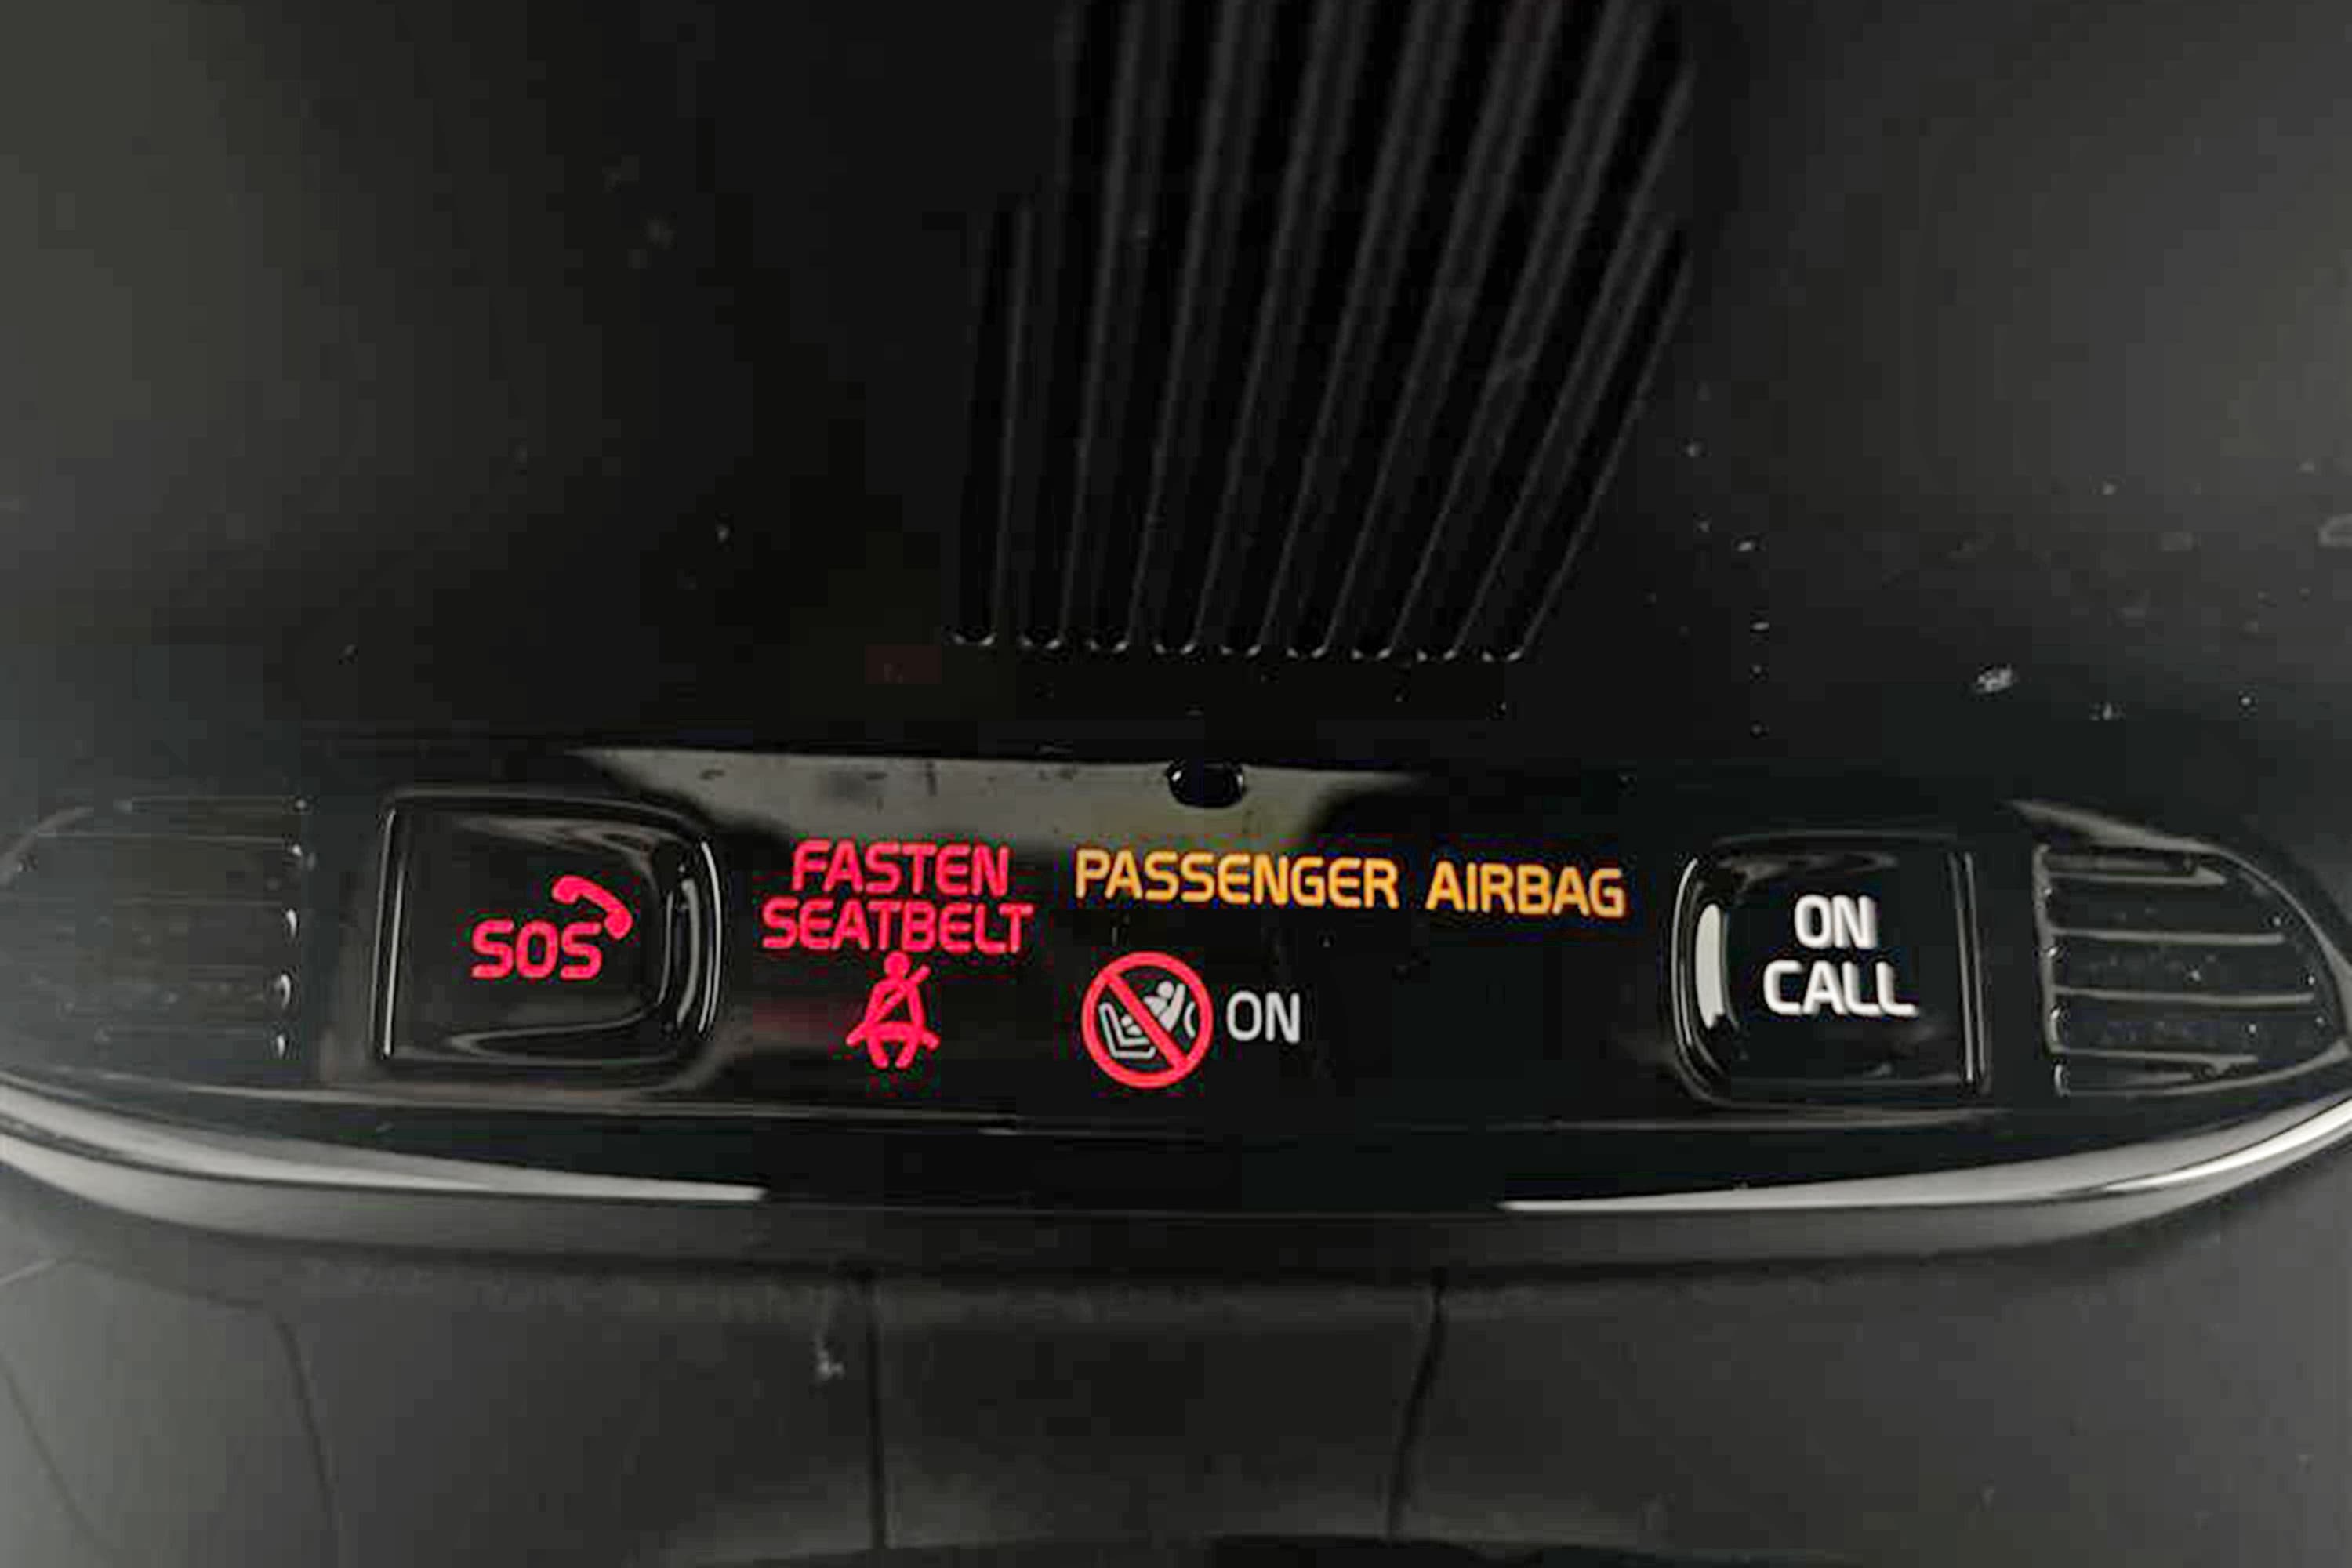 SOS
FASTEN
SEATBELT
PASSENGER AIRBAG
ON
ON
CALL